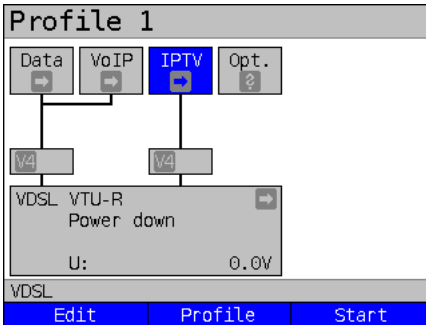 Profile 1
Data VoIP IPTV Opt.
?
V4 V4
VDSL VTU-R
Power down
U: 0.0V
VDSL
Edit Profile Start